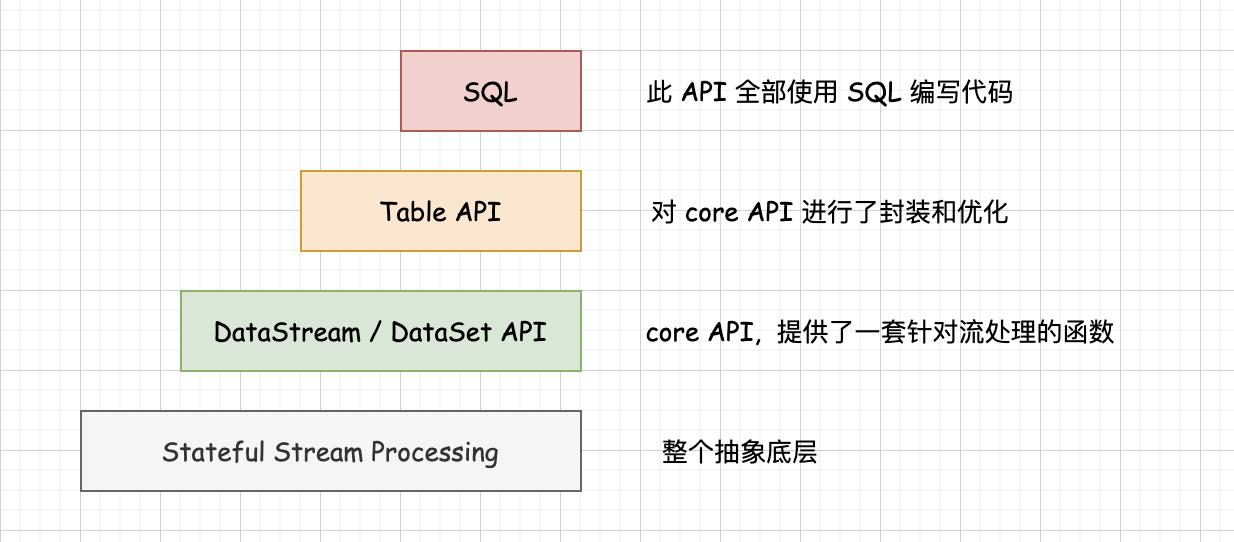 SQL 此 API 全部使用 SQL 编写代码
Table API 对 core API 进行了封装和优化
DataStream / DataSet API core API, 提供了一套针对流处理的函数
Stateful Stream Processing 整个抽象底层